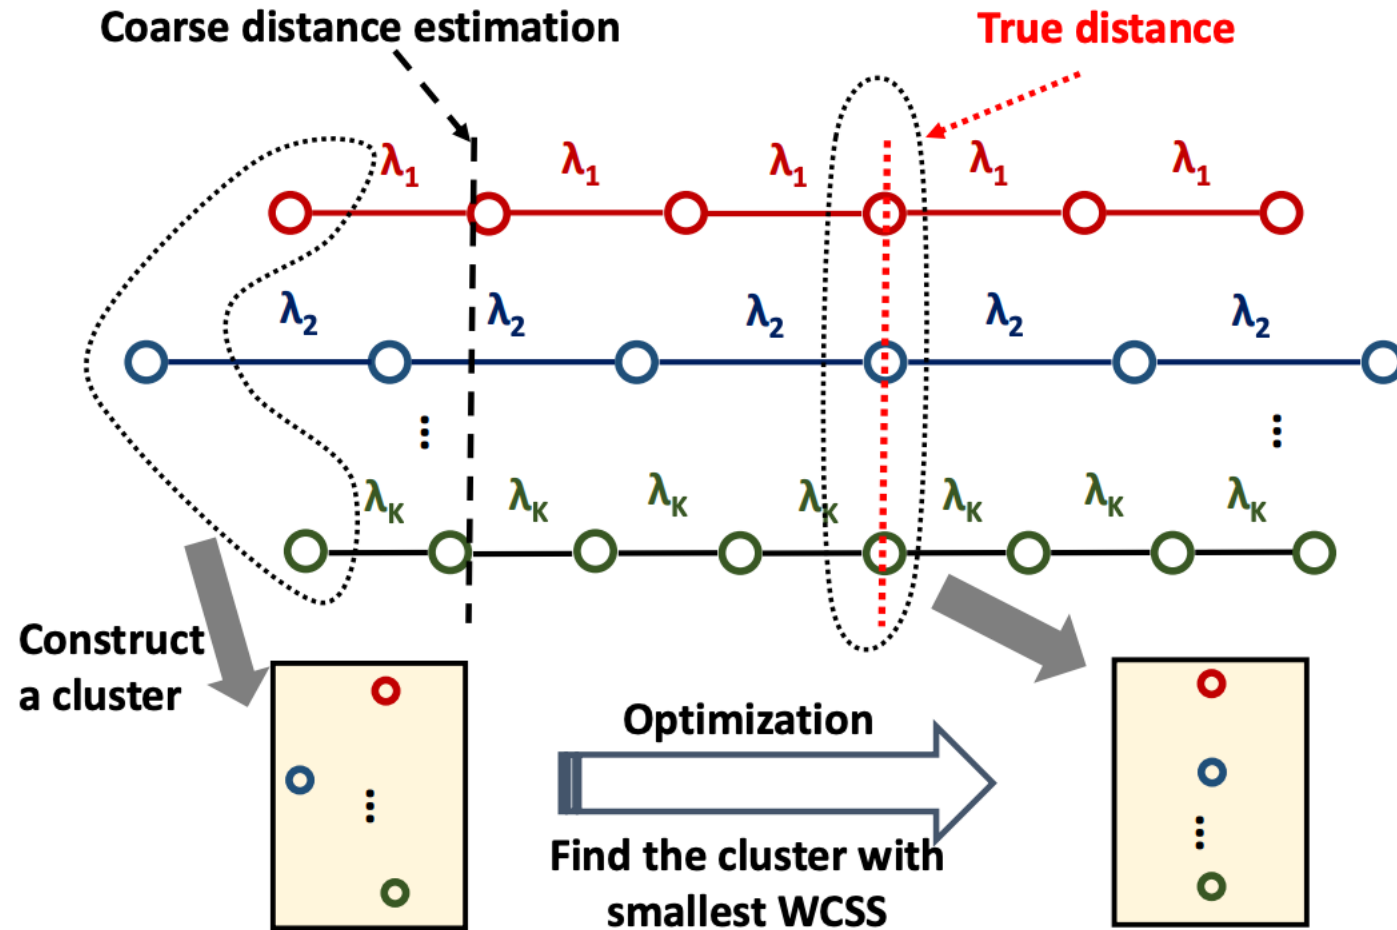 Coarse distance estimation
True distance
λ1 λ1 λ1 λ1 λ1
λ2 λ2 λ2 λ2 λ2
⋮ ⋮
λK λK λK λK λK λK λK
Construct
a cluster
Optimization
Find the cluster with
smallest WCSS
⋮ ⋮